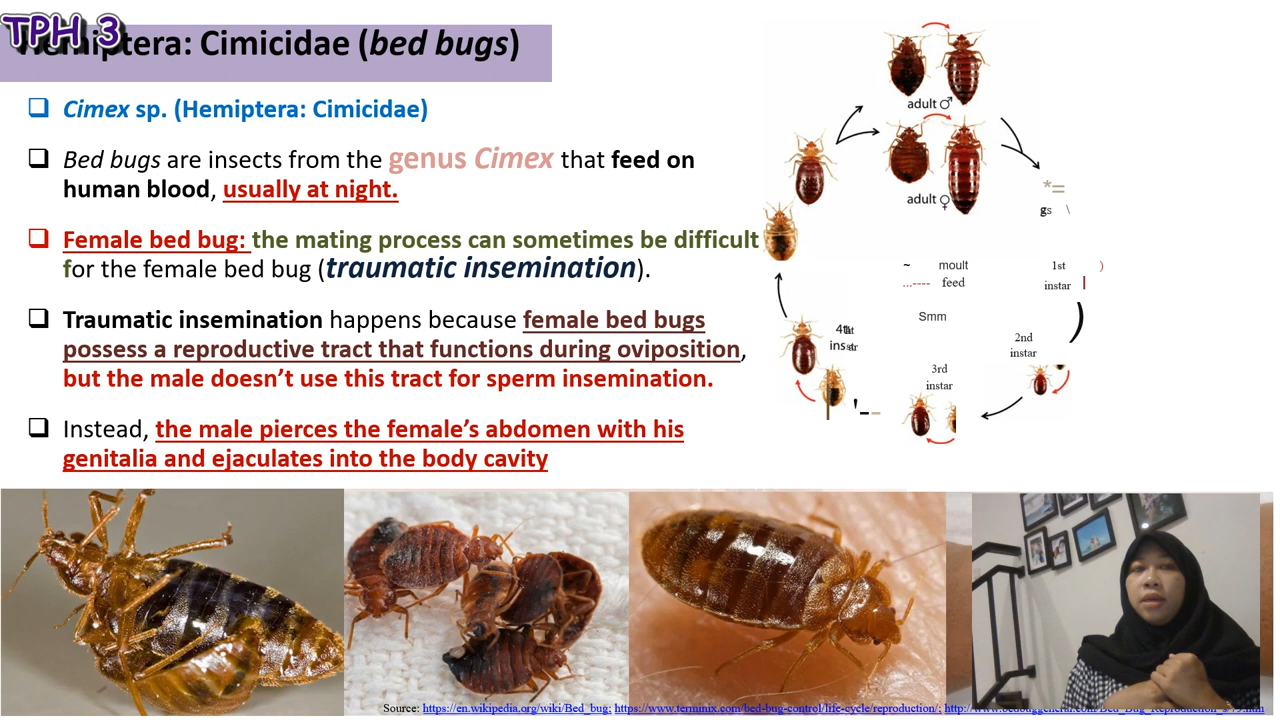 TPH 3
Hemiptera: Cimicidae (bed bugs)
❑ Cimex sp. (Hemiptera: Cimicidae)
❑ Bed bugs are insects from the genus Cimex that feed on
human blood, usually at night.
❑ Female bed bug: the mating process can sometimes be difficult
for the female bed bug (traumatic insemination).
❑ Traumatic insemination happens because female bed bugs
possess a reproductive tract that functions during oviposition,
but the male doesn’t use this tract for sperm insemination.
❑ Instead, the male pierces the female’s abdomen with his
genitalia and ejaculates into the body cavity
adult ♂
adult ♀
moult
feed
5mm
1st
instar
2nd
instar
3rd
instar
4th
instar
Source: https://en.wikipedia.org/wiki/Bed_bug; https://www.terminix.com/bed-bug-control/life-cycle/reproduction/;